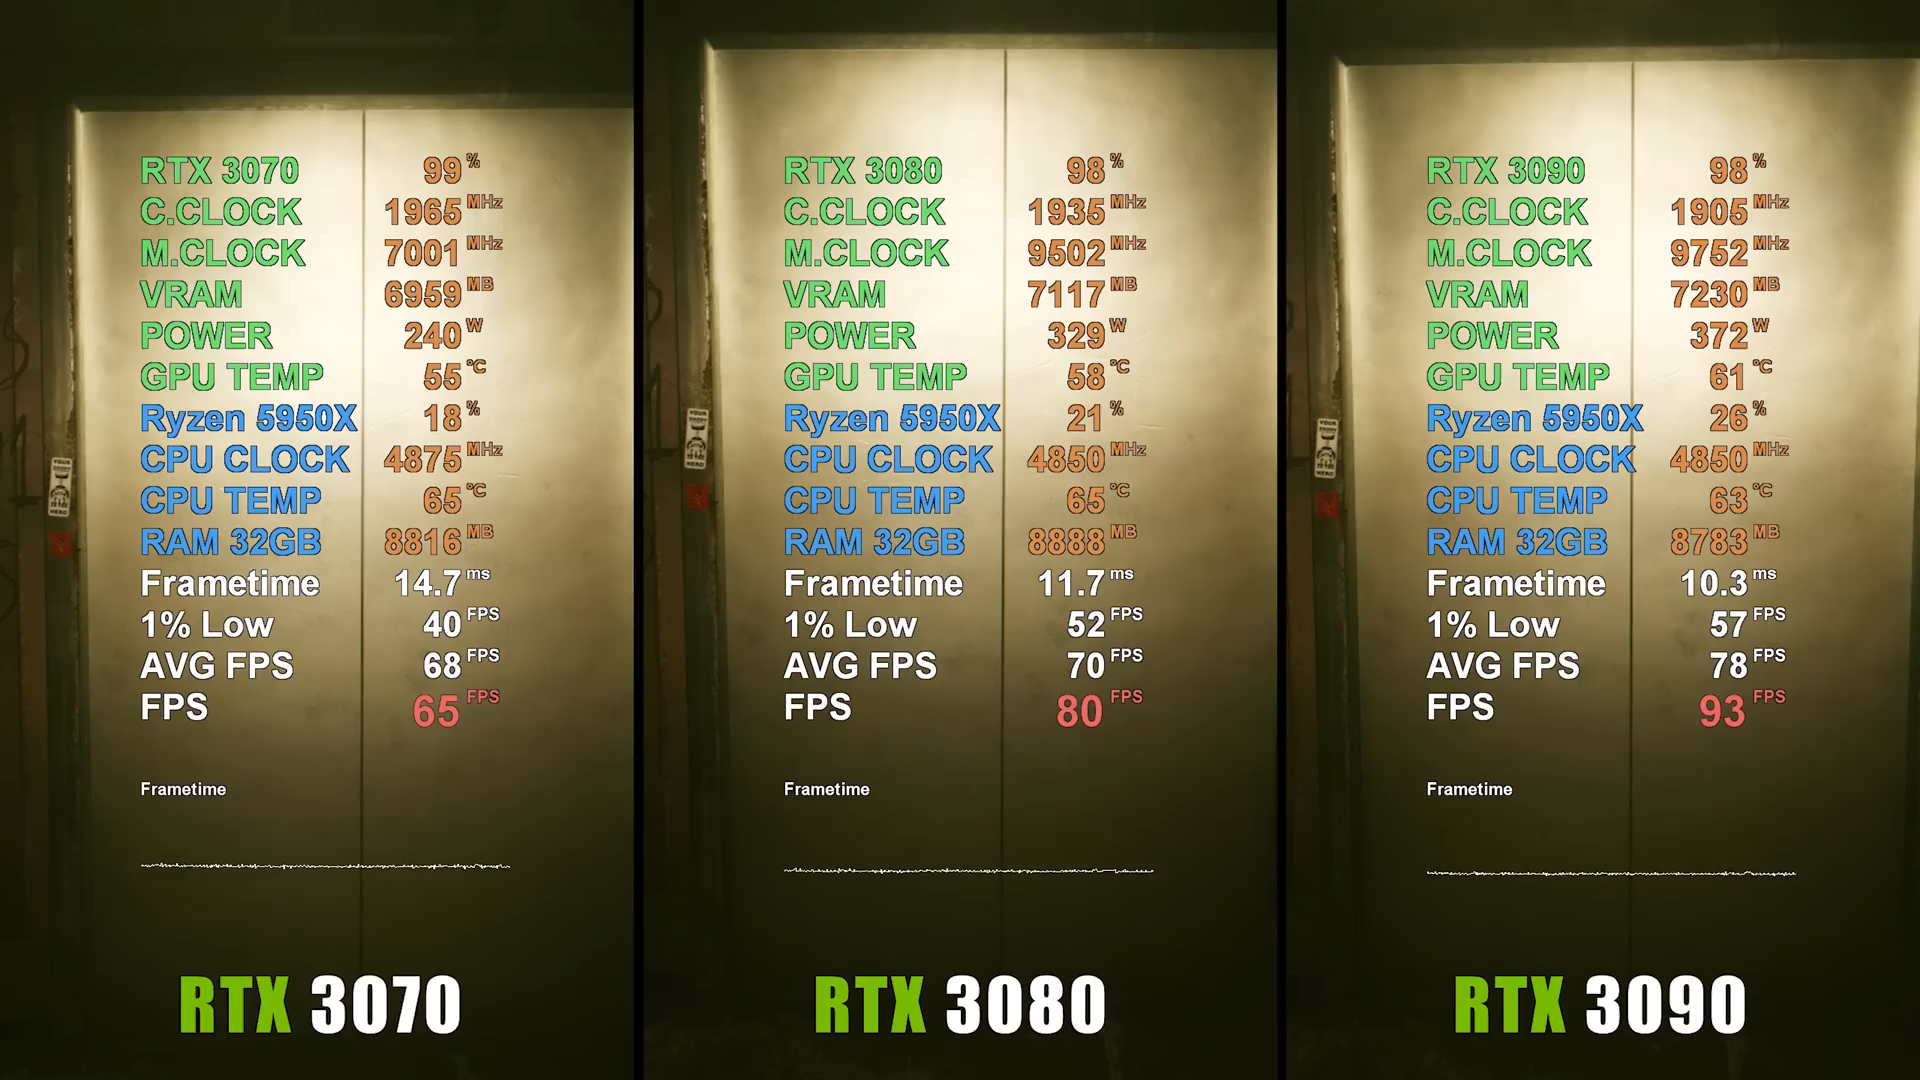 RTX 3070 99 %
C.CLOCK 1965 MHz
M.CLOCK 7001 MHz
VRAM 6959 MB
POWER 240 W
GPU TEMP 55 °C
Ryzen 5950X 18 %
CPU CLOCK 4875 MHz
CPU TEMP 65 °C
RAM 32GB 8816 MB
Frametime 14.7 ms
1% Low 40 FPS
AVG FPS 68 FPS
FPS 65 FPS
Frametime
RTX 3070
RTX 3080 98 %
C.CLOCK 1935 MHz
M.CLOCK 9502 MHz
VRAM 7117 MB
POWER 329 W
GPU TEMP 58 °C
Ryzen 5950X 21 %
CPU CLOCK 4850 MHz
CPU TEMP 65 °C
RAM 32GB 8888 MB
Frametime 11.7 ms
1% Low 52 FPS
AVG FPS 70 FPS
FPS 80 FPS
Frametime
RTX 3080
RTX 3090 98 %
C.CLOCK 1905 MHz
M.CLOCK 9752 MHz
VRAM 7230 MB
POWER 372 W
GPU TEMP 61 °C
Ryzen 5950X 26 %
CPU CLOCK 4850 MHz
CPU TEMP 63 °C
RAM 32GB 8783 MB
Frametime 10.3 ms
1% Low 57 FPS
AVG FPS 78 FPS
FPS 93 FPS
Frametime
RTX 3090